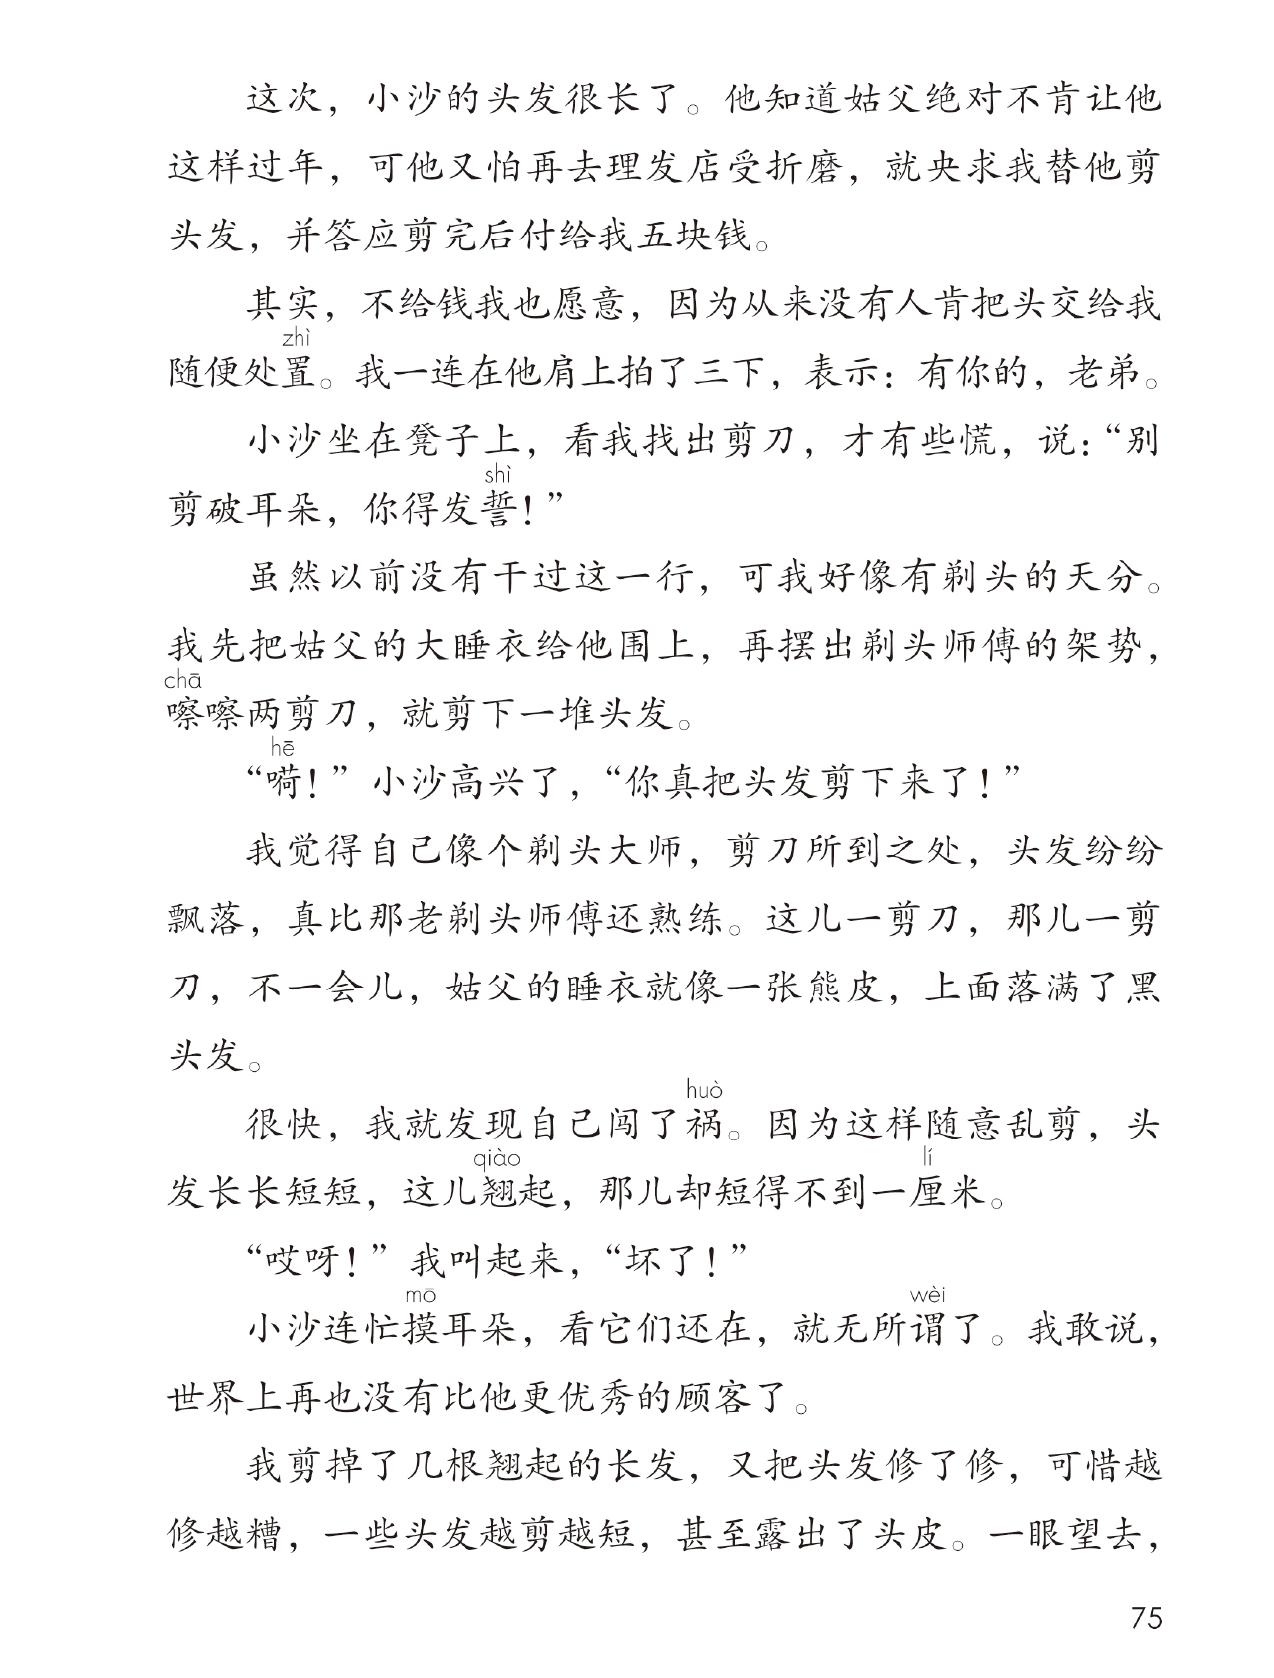 这次，小沙的头发很长了。他知道姑父绝对不肯让他
这样过年，可他又怕再去理发店受折磨，就央求我替他剪
头发，并答应剪完后付给我五块钱。
其实，不给钱我也愿意，因为从来没有人肯把头交给我
zhì
随便处置。我一连在他肩上拍了三下，表示：有你的，老弟。
小沙坐在凳子上，看我找出剪刀，才有些慌，说：“别
shì
剪破耳朵，你得发誓！”
虽然以前没有干过这一行，可我好像有剃头的天分。
我先把姑父的大睡衣给他围上，再摆出剃头师傅的架势，
chā
嚓嚓两剪刀，就剪下一堆头发。
hē
“嗬！”小沙高兴了，“你真把头发剪下来了！”
我觉得自己像个剃头大师，剪刀所到之处，头发纷纷
飘落，真比那老剃头师傅还熟练。这儿一剪刀，那儿一剪
刀，不一会儿，姑父的睡衣就像一张熊皮，上面落满了黑
头发。
huò
很快，我就发现自己闯了祸。因为这样随意乱剪，头
qiào lí
发长长短短，这儿翘起，那儿却短得不到一厘米。
“哎呀！”我叫起来，“坏了！”
mō wèi
小沙连忙摸耳朵，看它们还在，就无所谓了。我敢说，
世界上再也没有比他更优秀的顾客了。
我剪掉了几根翘起的长发，又把头发修了修，可惜越
修越糟，一些头发越剪越短，甚至露出了头皮。一眼望去，
75